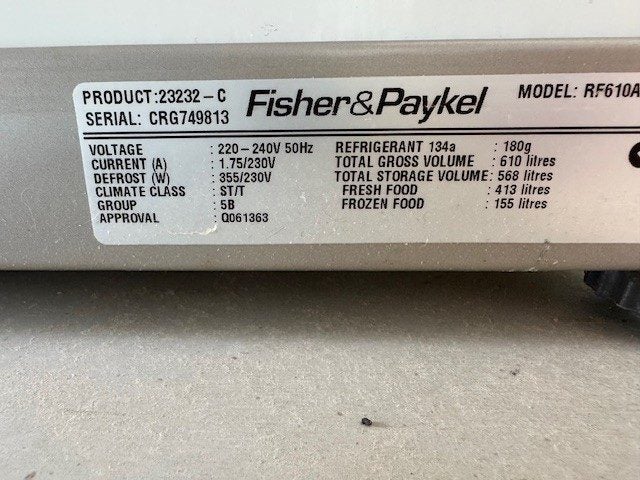 PRODUCT:23232-C Fisher&Paykel MODEL: RF610A
SERIAL: CRG749813
VOLTAGE : 220-240V 50Hz REFRIGERANT 134a : 180g
CURRENT (A) : 1.75/230V TOTAL GROSS VOLUME : 610 litres
DEFROST (W) : 355/230V TOTAL STORAGE VOLUME: 568 litres
CLIMATE CLASS : ST/T FRESH FOOD : 413 litres
GROUP : 5B FROZEN FOOD : 155 litres
APPROVAL : Q061363